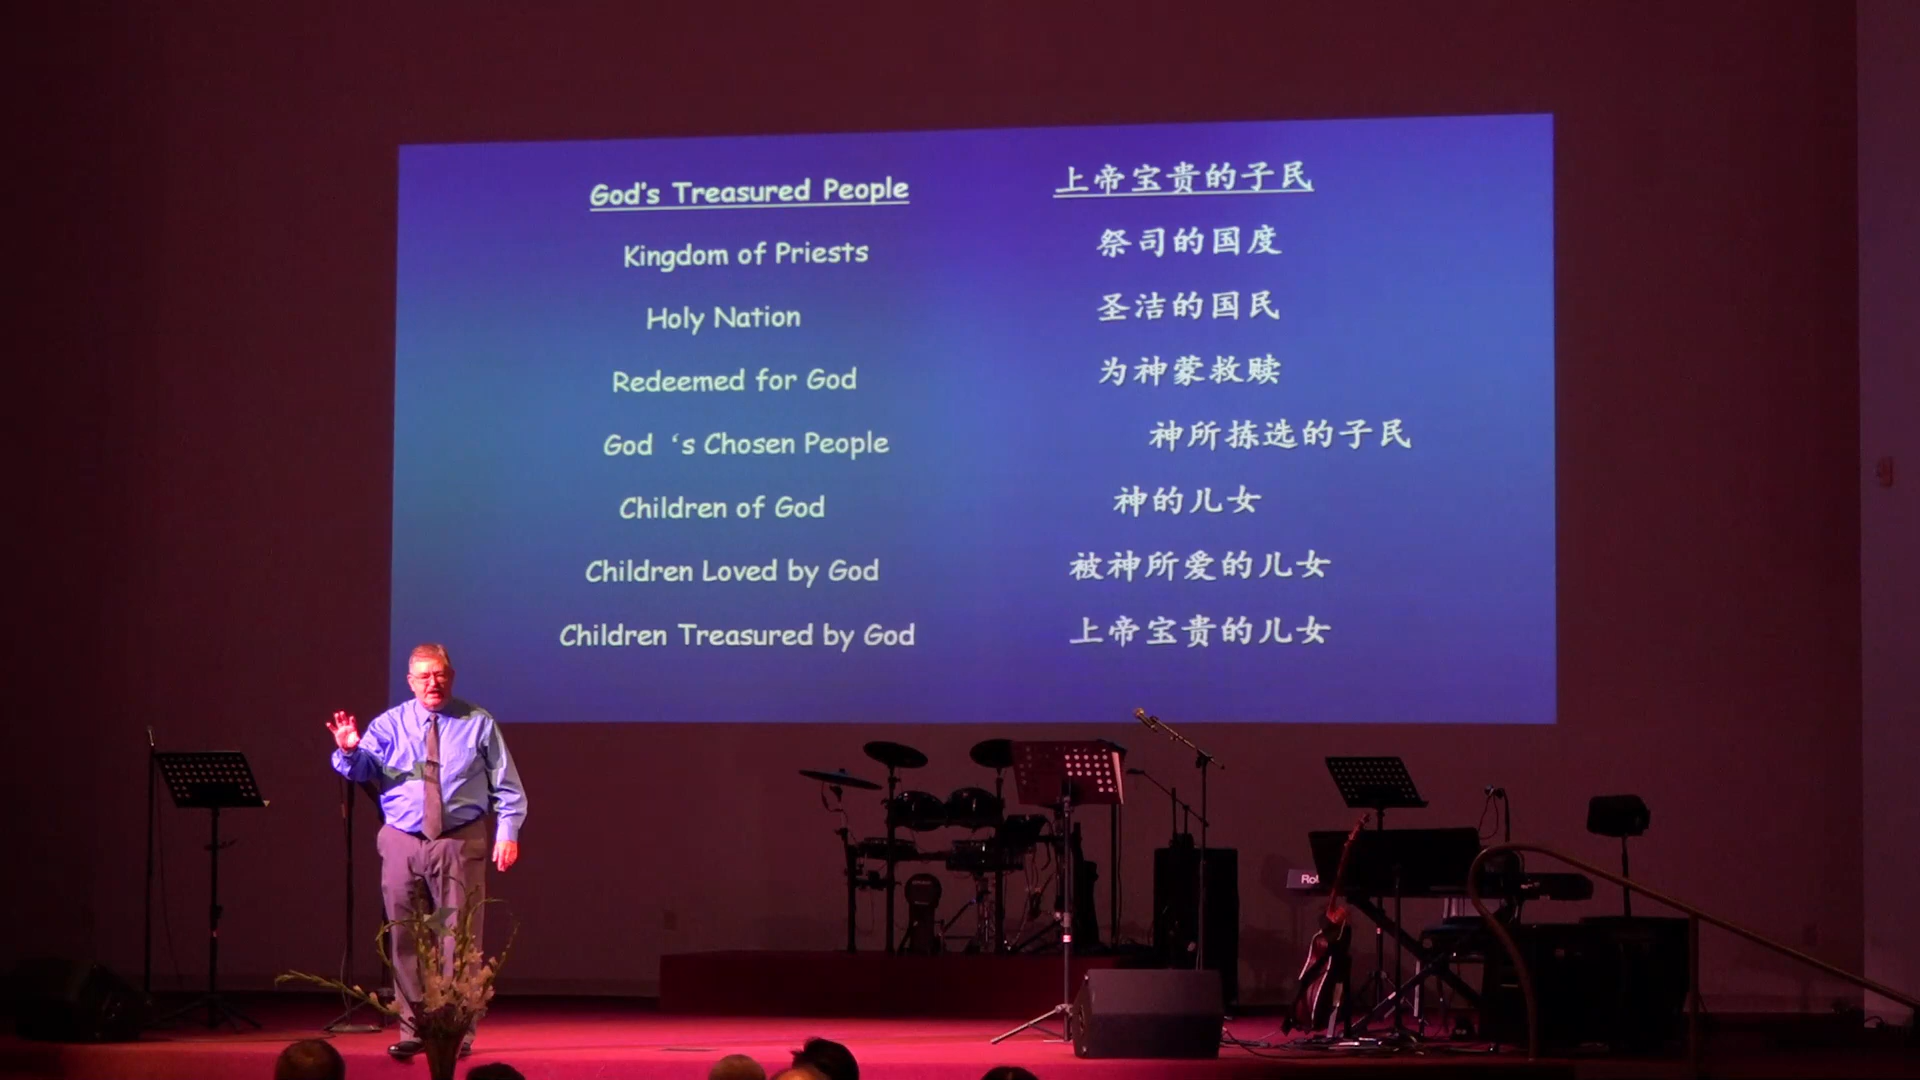 God's Treasured People
上帝宝贵的子民
Kingdom of Priests
祭司的国度
Holy Nation
圣洁的国民
Redeemed for God
为神蒙救赎
God ‘s Chosen People
神所拣选的子民
Children of God
神的儿女
Children Loved by God
被神所爱的儿女
Children Treasured by God
上帝宝贵的儿女